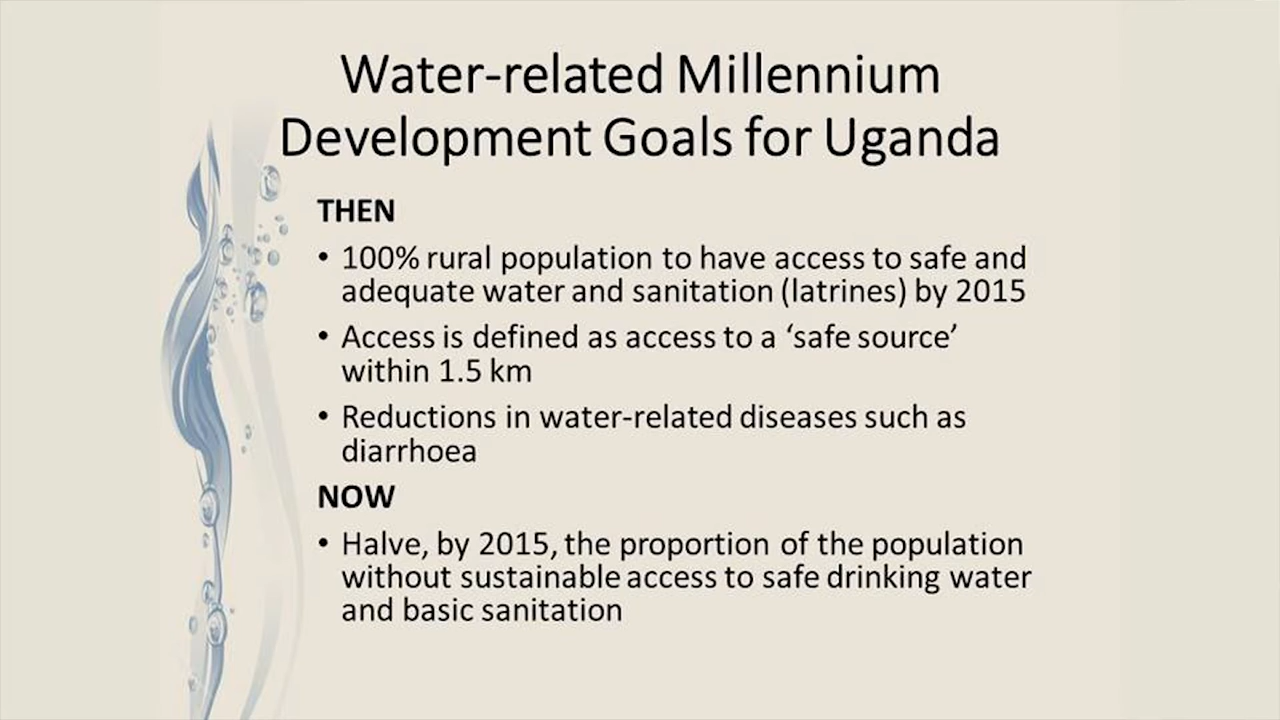 Water-related Millennium
Development Goals for Uganda
THEN
• 100% rural population to have access to safe and
adequate water and sanitation (latrines) by 2015
• Access is defined as access to a ‘safe source’
within 1.5 km
• Reductions in water-related diseases such as
diarrhoea
NOW
• Halve, by 2015, the proportion of the population
without sustainable access to safe drinking water
and basic sanitation